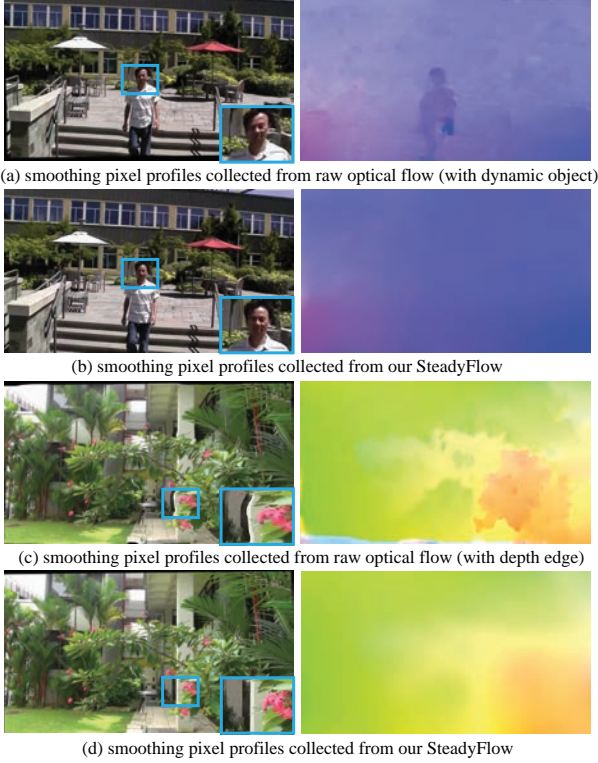 (a) smoothing pixel profiles collected from raw optical flow (with dynamic object)
(b) smoothing pixel profiles collected from our SteadyFlow
(c) smoothing pixel profiles collected from raw optical flow (with depth edge)
(d) smoothing pixel profiles collected from our SteadyFlow